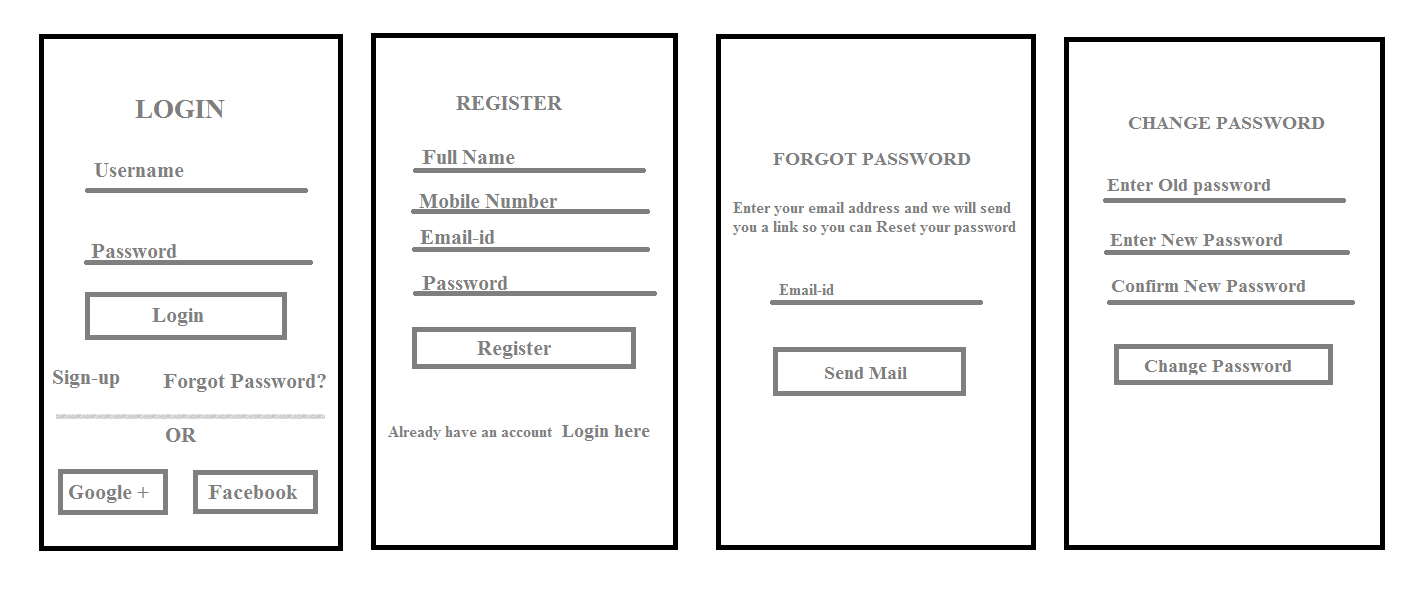 LOGIN
Username
Password
Login
Sign-up
Forgot Password?
OR
Google +
Facebook
REGISTER
Full Name
Mobile Number
Email-id
Password
Register
Already have an account Login here
FORGOT PASSWORD
Enter your email address and we will send
you a link so you can Reset your password
Email-id
Send Mail
CHANGE PASSWORD
Enter Old password
Enter New Password
Confirm New Password
Change Password